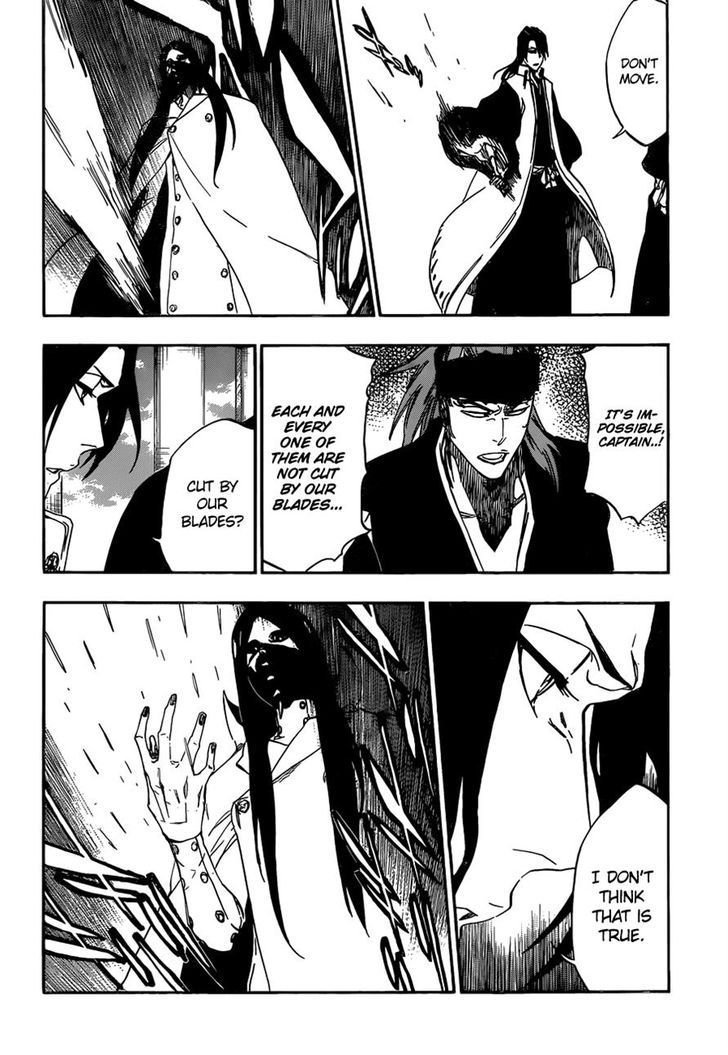 DON'T
MOVE.
IT'S IM-
POSSIBLE,
CAPTAIN..!
EACH AND
EVERY
ONE OF
THEM ARE
NOT CUT
BY OUR
BLADES...
CUT BY
OUR
BLADES?
I DON'T
THINK
THAT IS
TRUE.